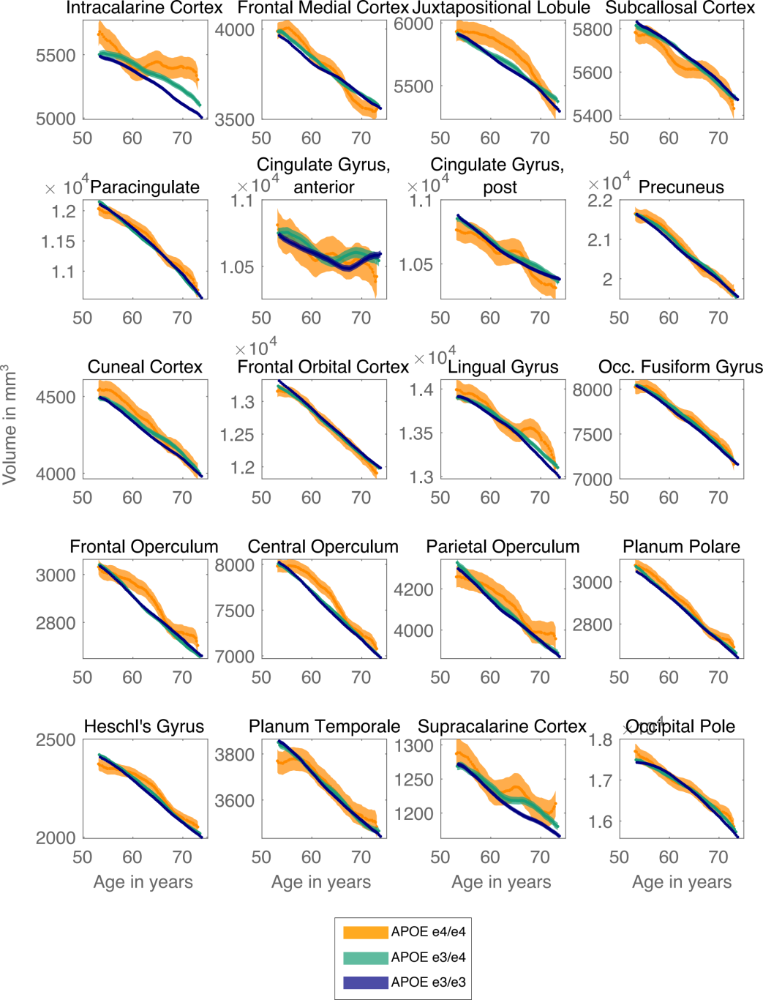 Intracalarine Cortex
Frontal Medial Cortex
Juxtapositional Lobule
Subcallosal Cortex
5500
5000
50 60 70
4000
3500
50 60 70
6000
5500
50 60 70
5800
5600
5400
50 60 70
× 10⁴
Paracingulate
1.2
1.15
1.1
50 60 70
Cingulate Gyrus,
anterior
× 10⁴
1.1
1.05
50 60 70
Cingulate Gyrus,
post
× 10⁴
1.1
1.05
50 60 70
× 10⁴
Precuneus
2.2
2.1
2
50 60 70
Volume in mm³
Cuneal Cortex
4500
4000
50 60 70
× 10⁴
Frontal Orbital Cortex
1.3
1.25
1.2
50 60 70
× 10⁴
Lingual Gyrus
1.4
1.35
1.3
50 60 70
Occ. Fusiform Gyrus
8000
7500
7000
50 60 70
Frontal Operculum
3000
2800
50 60 70
Central Operculum
8000
7500
7000
50 60 70
Parietal Operculum
4200
4000
50 60 70
Planum Polare
3000
2800
50 60 70
Heschl's Gyrus
2500
2000
50 60 70
Age in years
Planum Temporale
3800
3600
50 60 70
Age in years
Supracalarine Cortex
1300
1250
1200
50 60 70
Age in years
× 10⁴
Occipital Pole
1.8
1.7
1.6
50 60 70
Age in years
APOE e4/e4
APOE e3/e4
APOE e3/e3